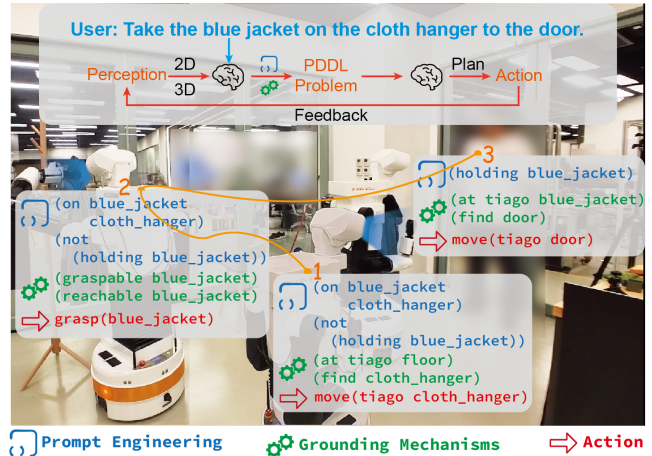 User: Take the blue jacket on the cloth hanger to the door.
Perception
2D
3D
PDDL
Problem
Plan
Action
Feedback
2
(on blue_jacket
cloth_hanger)
(not
(holding blue_jacket))
(graspable blue_jacket)
(reachable blue_jacket)
grasp(blue_jacket)
1
(on blue_jacket
cloth_hanger)
(not
(holding blue_jacket))
(at tiago floor)
(find cloth_hanger)
move(tiago cloth_hanger)
3
(holding blue_jacket)
(at tiago blue_jacket)
(find door)
move(tiago door)
Prompt Engineering
Grounding Mechanisms
Action